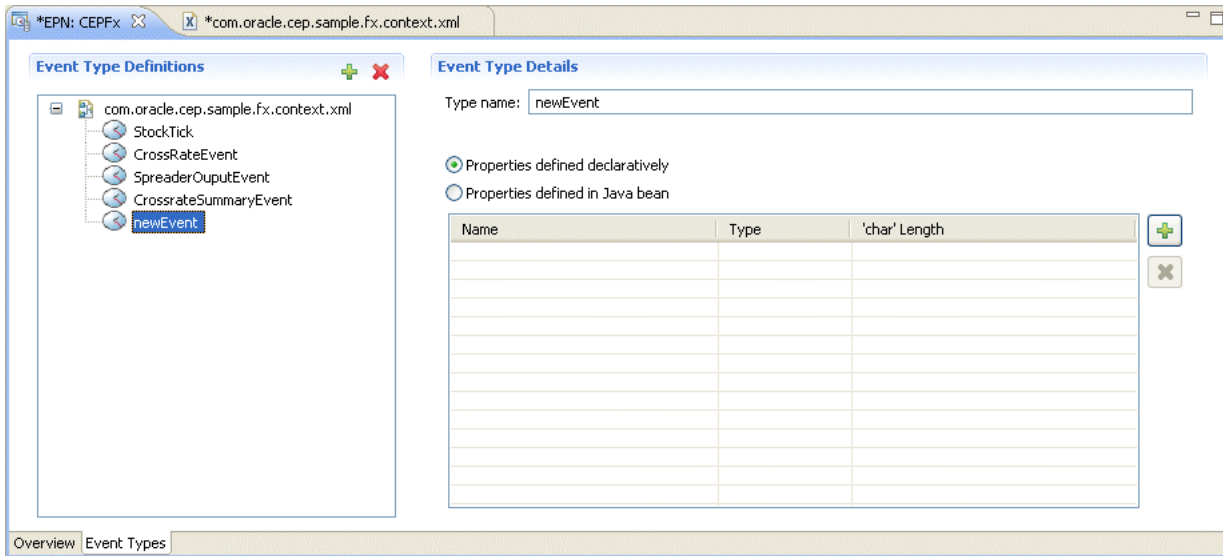 *EPN: CEPFx
*com.oracle.cep.sample.fx.context.xml
Event Type Definitions
com.oracle.cep.sample.fx.context.xml
StockTick
CrossRateEvent
SpreaderOuputEvent
CrossrateSummaryEvent
newEvent
Event Type Details
Type name: newEvent
Properties defined declaratively
Properties defined in Java bean
Name Type 'char' Length
Overview Event Types